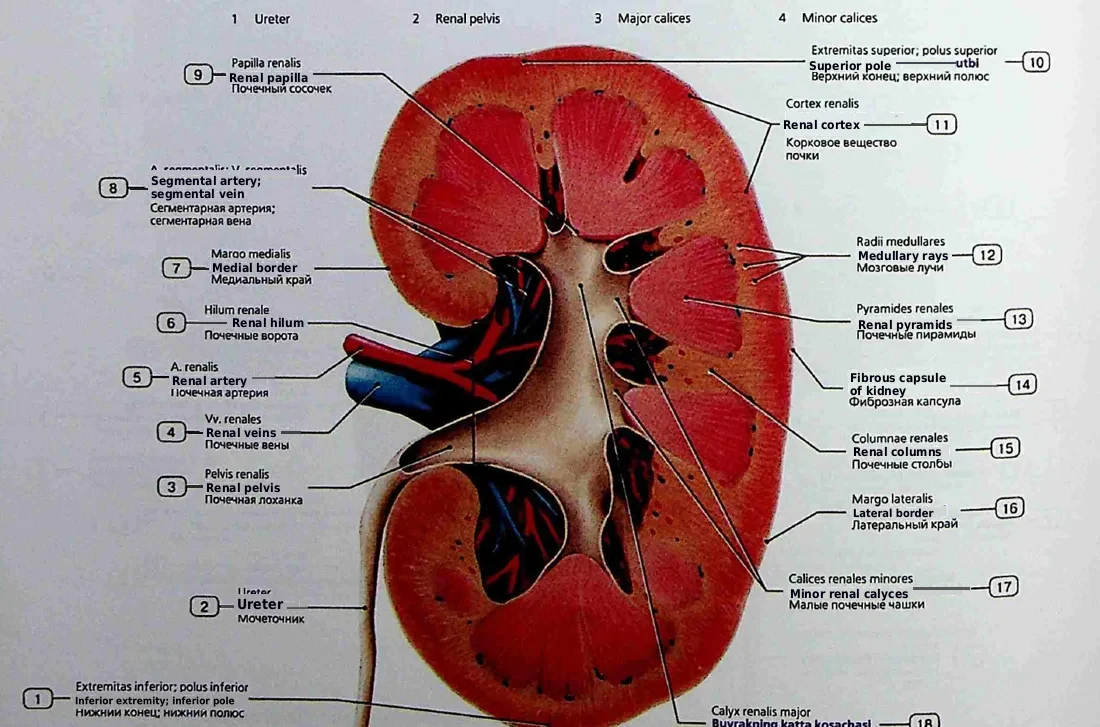 1 Ureter 2 Renal pelvis 3 Major calices 4 Minor calices
Papilla renalis
9 Renal papilla
Почечный сосочек
A. segmentalis; V. segmentalis
8 Segmental artery;
segmental vein
Сегментарная артерия;
сегментарная вена
Margo medialis
7 Medial border
Медиальный край
Hilum renale
6 Renal hilum
Почечные ворота
A. renalis
5 Renal artery
Почечная артерия
Vv. renales
4 Renal veins
Почечные вены
Pelvis renalis
3 Renal pelvis
Почечная лоханка
Ureter
2 Ureter
Мочеточник
Extremitas inferior; polus inferior
1 Inferior extremity; inferior pole
Нижний конец; нижний полюс
Extremitas superior; polus superior
Superior pole utbi 10
Верхний конец; верхний полюс
Cortex renalis
Renal cortex 11
Корковое вещество
почки
Radii medullares
Medullary rays 12
Мозговые лучи
Pyramides renales
Renal pyramids 13
Почечные пирамиды
Fibrous capsule
of kidney 14
Фиброзная капсула
Columnae renales
Renal columns 15
Почечные столбы
Margo lateralis
Lateral border 16
Латеральный край
Calices renales minores
Minor renal calyces 17
Малые почечные чашки
Calyx renalis major
Buyrakning katta kosachasi 18